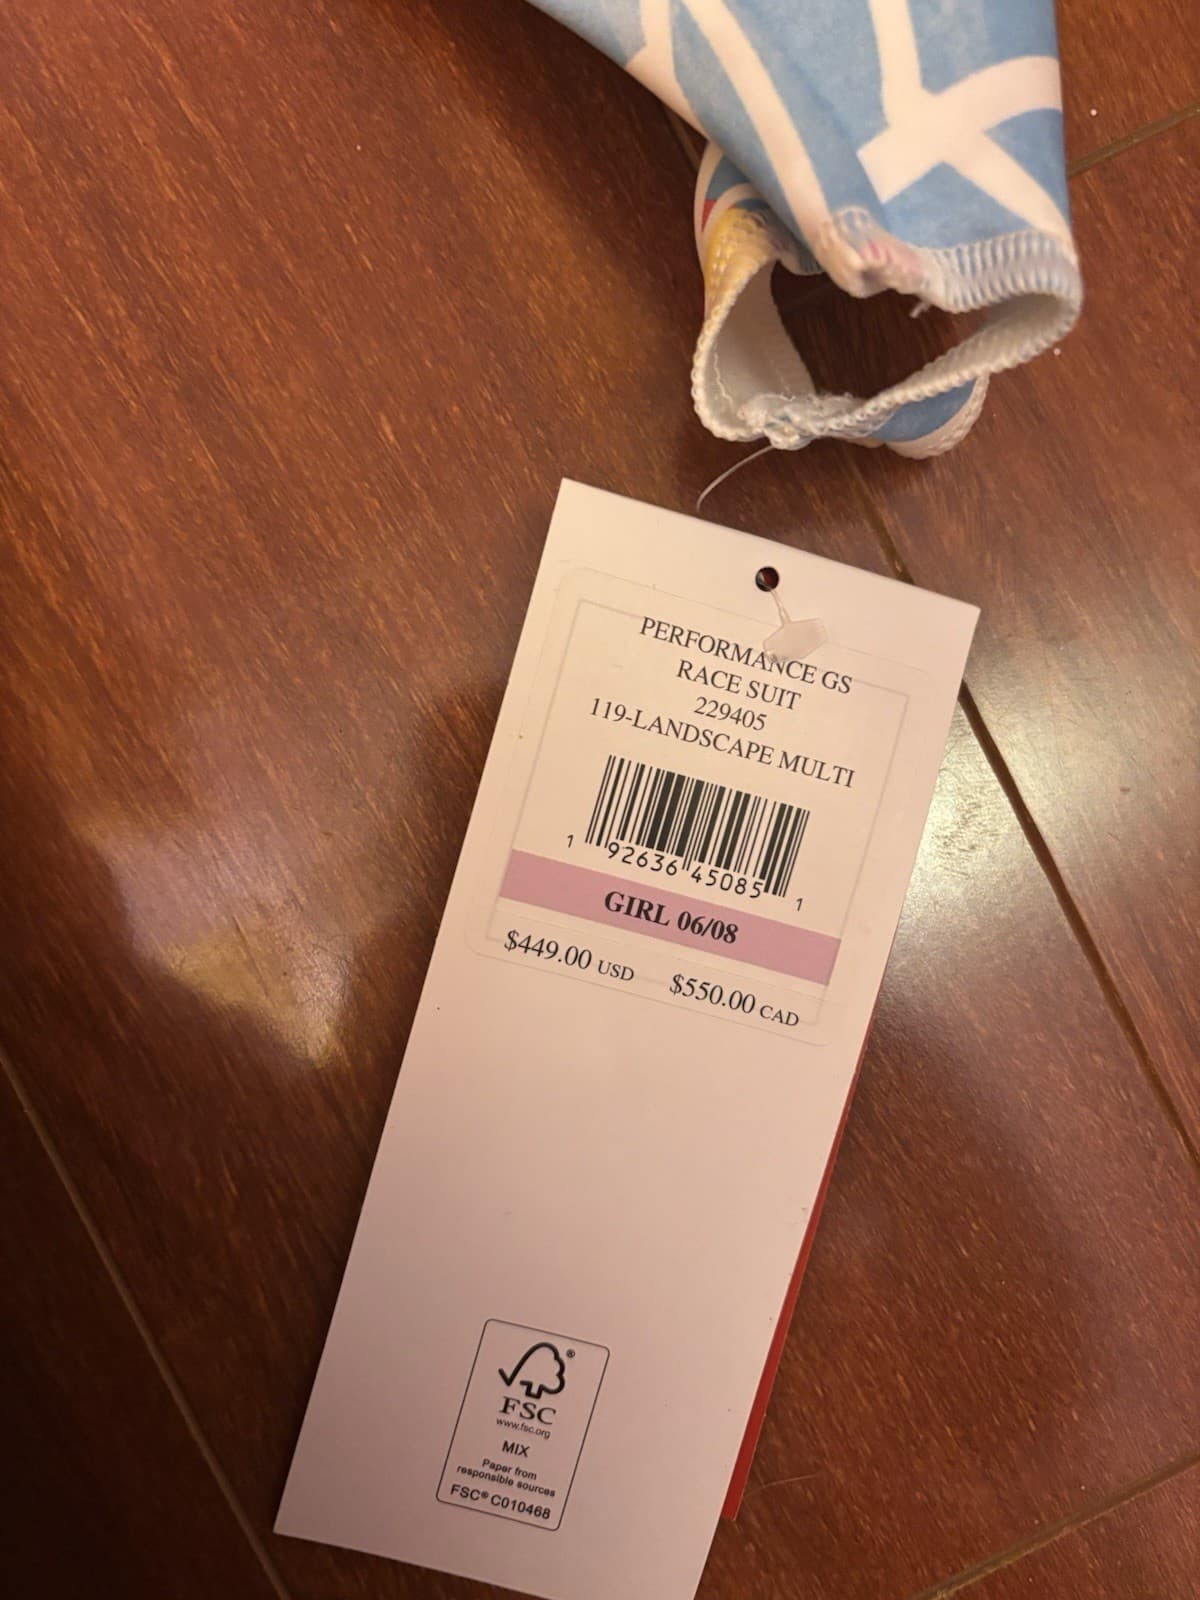 PERFORMANCE GS
RACE SUIT
229405
119-LANDSCAPE MULTI
1 92636 45085 1
GIRL 06/08
$449.00 USD $550.00 CAD
®
FSC
www.fsc.org
MIX
Paper from
responsible sources
FSC® C010468